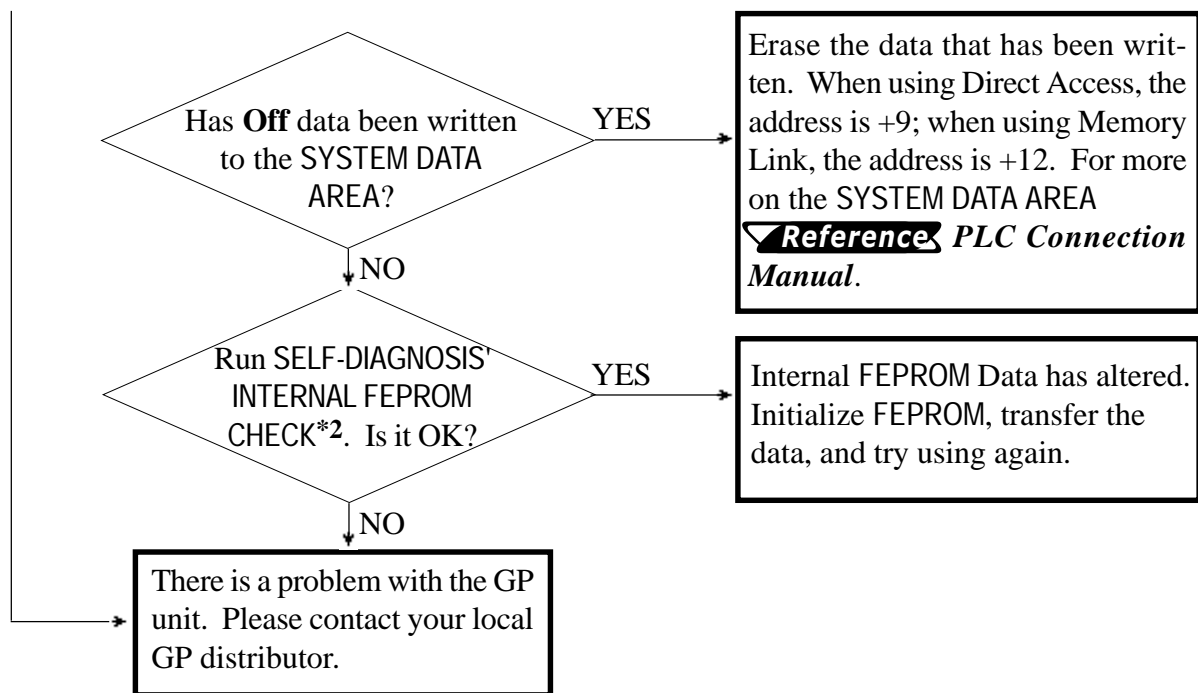 Has Off data been written
to the SYSTEM DATA
AREA?
YES
Erase the data that has been writ-
ten. When using Direct Access, the
address is +9; when using Memory
Link, the address is +12. For more
on the SYSTEM DATA AREA
Reference PLC Connection
Manual.
NO
Run SELF-DIAGNOSIS'
INTERNAL FEPROM
CHECK*2. Is it OK?
YES
Internal FEPROM Data has altered.
Initialize FEPROM, transfer the
data, and try using again.
NO
There is a problem with the GP
unit. Please contact your local
GP distributor.